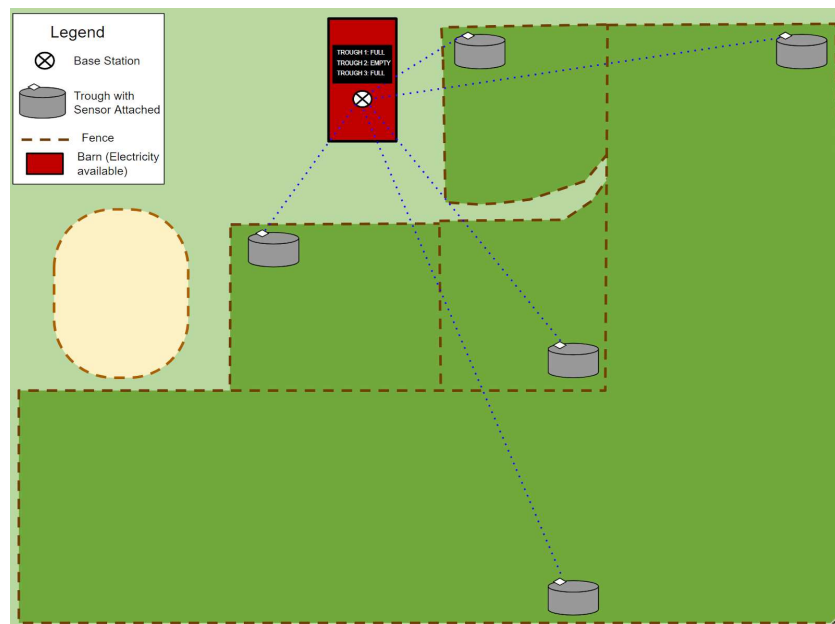 Legend
Base Station
Trough with
Sensor Attached
Fence
Barn (Electricity
available)
TROUGH 1: FULL
TROUGH 2: EMPTY
TROUGH 3: FULL